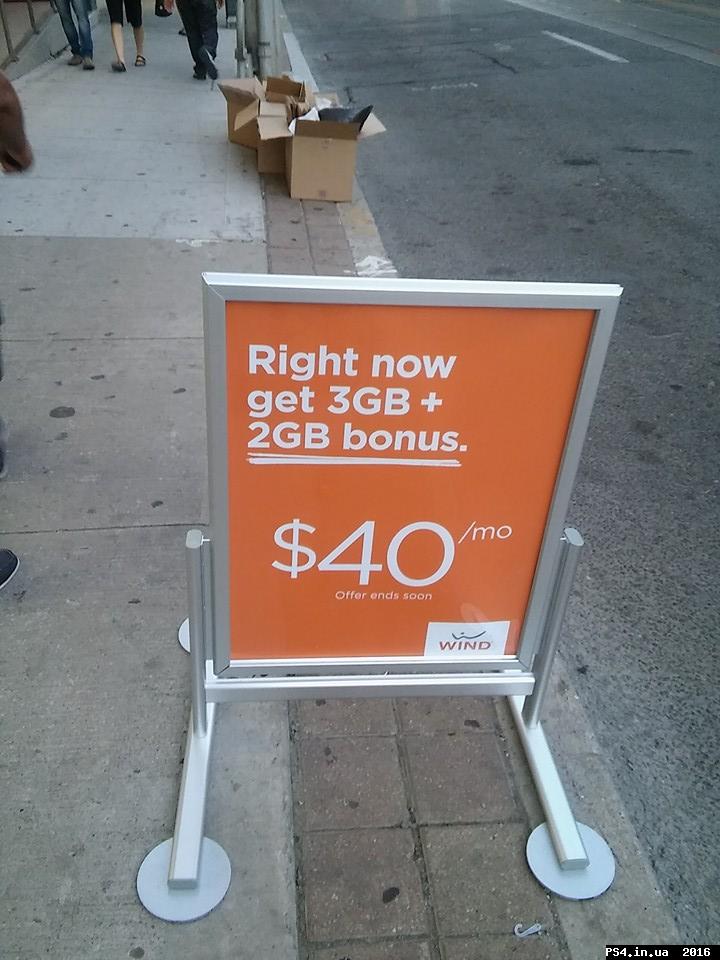 Right now
get 3GB +
2GB bonus.
$40/mo
Offer ends soon
WIND
PS4.in.ua 2016